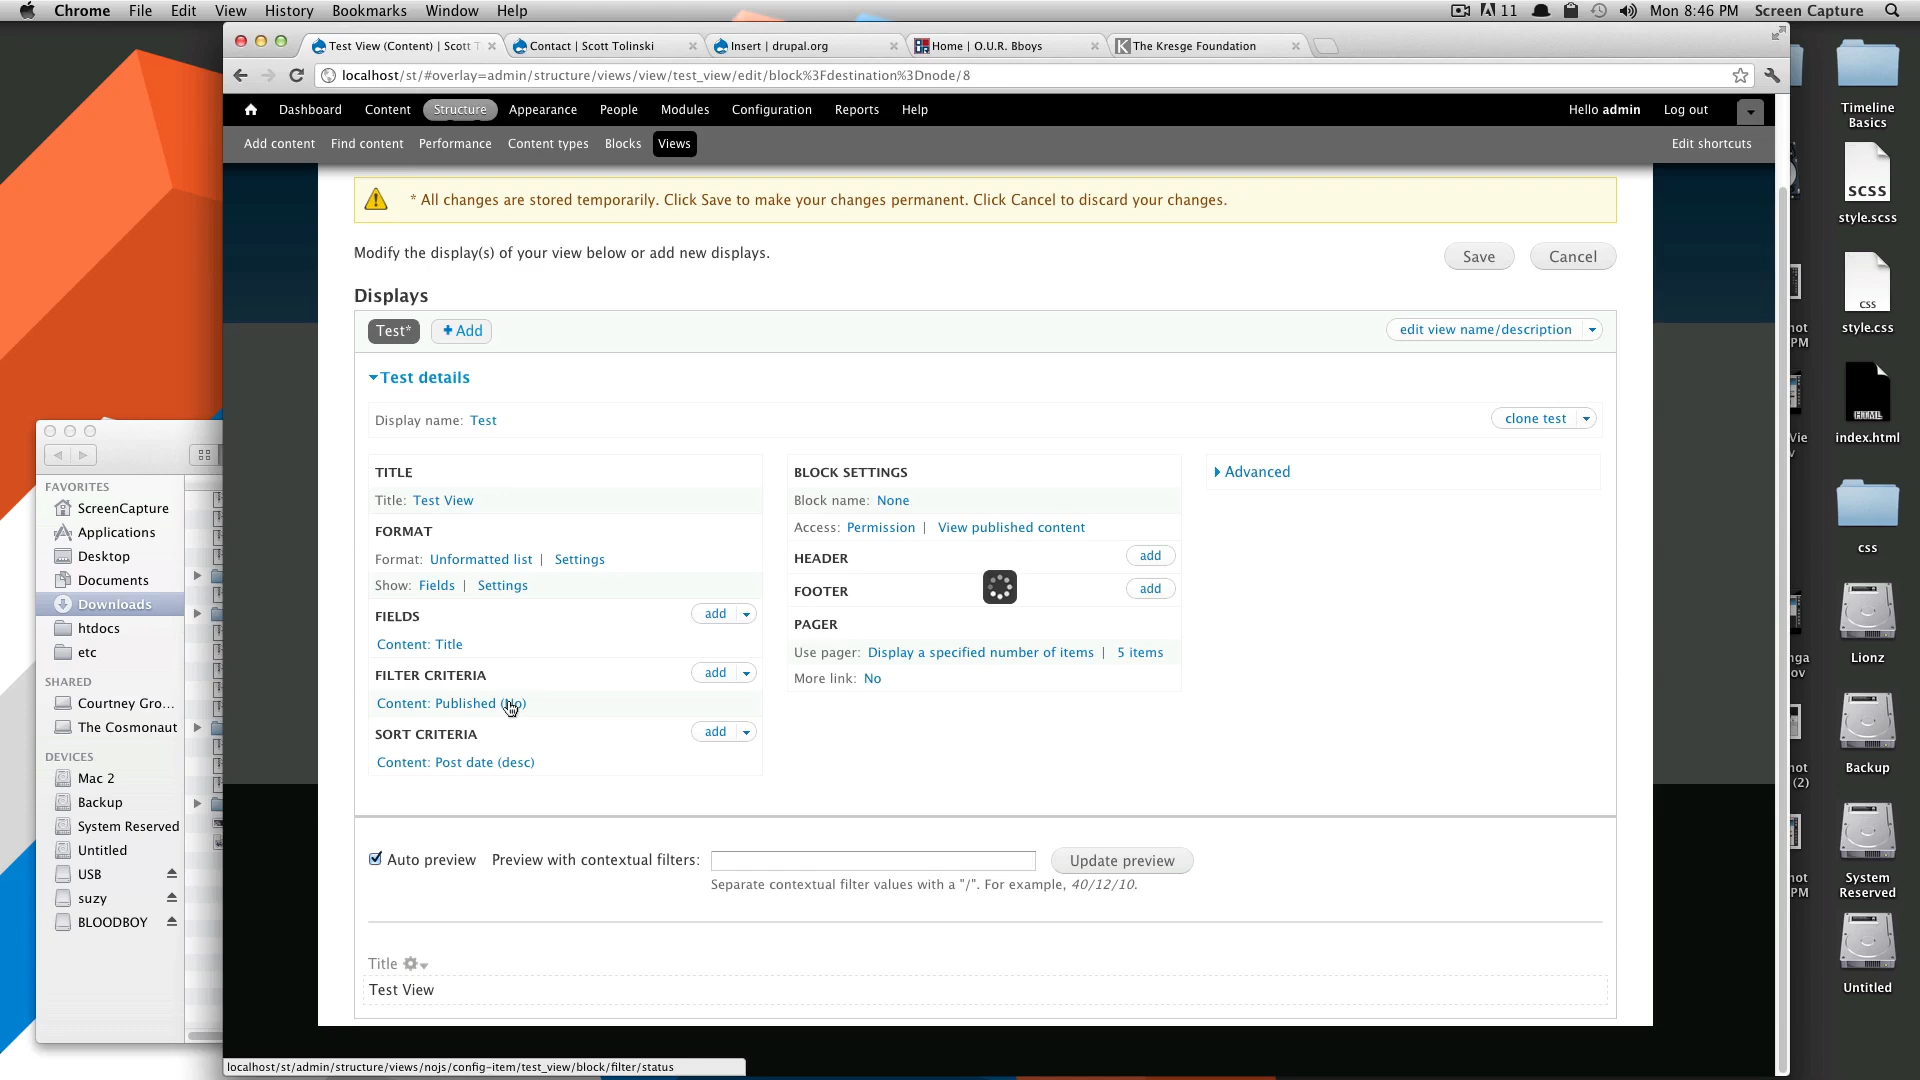 Chrome File Edit View History Bookmarks Window Help
11 Mon 8:46 PM Screen Capture
Test View (Content) | Scott T
Contact | Scott Tolinski
Insert | drupal.org
Home | O.U.R. Bboys
The Kresge Foundation
localhost/st/#overlay=admin/structure/views/view/test_view/edit/block%3Fdestination%3Dnode/8
Dashboard Content Structure Appearance People Modules Configuration Reports Help
Hello admin Log out
Add content Find content Performance Content types Blocks Views
Edit shortcuts
* All changes are stored temporarily. Click Save to make your changes permanent. Click Cancel to discard your changes.
Modify the display(s) of your view below or add new displays.
Save Cancel
Displays
Test* + Add
edit view name/description
Test details
Display name: Test
clone test
TITLE
Title: Test View
FORMAT
Format: Unformatted list | Settings
Show: Fields | Settings
FIELDS
add
Content: Title
FILTER CRITERIA
add
Content: Published
SORT CRITERIA
add
Content: Post date (desc)
BLOCK SETTINGS
Block name: None
Access: Permission | View published content
HEADER
add
FOOTER
add
PAGER
Use pager: Display a specified number of items | 5 items
More link: No
Advanced
Auto preview Preview with contextual filters:
Update preview
Separate contextual filter values with a "/". For example, 40/12/10.
Title
Test View
localhost/st/admin/structure/views/nojs/config-item/test_view/block/filter/status
FAVORITES
ScreenCapture
Applications
Desktop
Documents
Downloads
htdocs
etc
SHARED
Courtney Gro...
The Cosmonaut
DEVICES
Mac 2
Backup
System Reserved
Untitled
USB
suzy
BLOODBOY
Timeline
Basics
SCSS
style.scss
css
style.css
HTML
index.html
css
Lionz
Backup
System
Reserved
Untitled
not
PM
Vie
nga
ov
not
(2)
not
PM